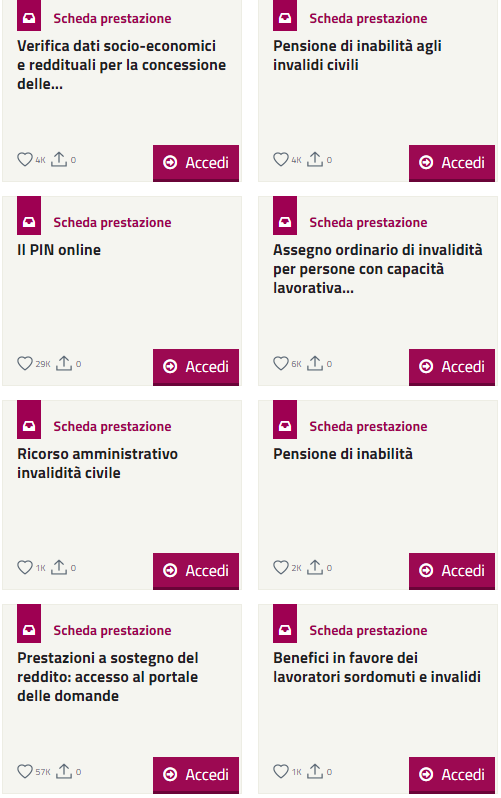 Scheda prestazione
Verifica dati socio-economici
e reddituali per la concessione
delle...
4K 0
Accedi
Scheda prestazione
Pensione di inabilità agli
invalidi civili
4K 0
Accedi
Scheda prestazione
Il PIN online
29K 0
Accedi
Scheda prestazione
Assegno ordinario di invalidità
per persone con capacità
lavorativa...
6K 0
Accedi
Scheda prestazione
Ricorso amministrativo
invalidità civile
1K 0
Accedi
Scheda prestazione
Pensione di inabilità
2K 0
Accedi
Scheda prestazione
Prestazioni a sostegno del
reddito: accesso al portale
delle domande
57K 0
Accedi
Scheda prestazione
Benefici in favore dei
lavoratori sordomuti e invalidi
1K 0
Accedi